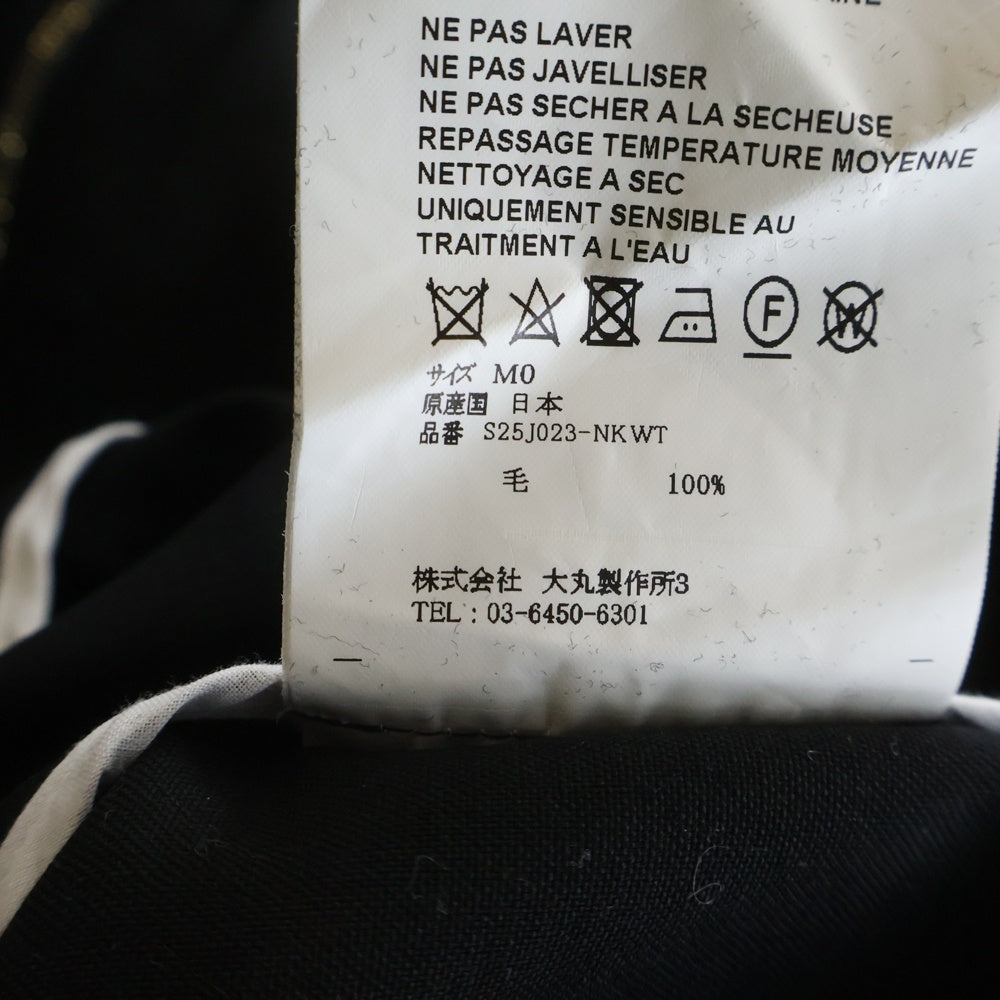 NE PAS LAVER
NE PAS JAVELLISER
NE PAS SECHER A LA SECHEUSE
REPASSAGE TEMPERATURE MOYENNE
NETTOYAGE A SEC
UNIQUEMENT SENSIBLE AU
TRAITMENT A L'EAU
F W
サイズ M0
原産国 日本
品番 S25J023-NKWT
毛 100%
株式会社 大丸製作所3
TEL : 03-6450-6301